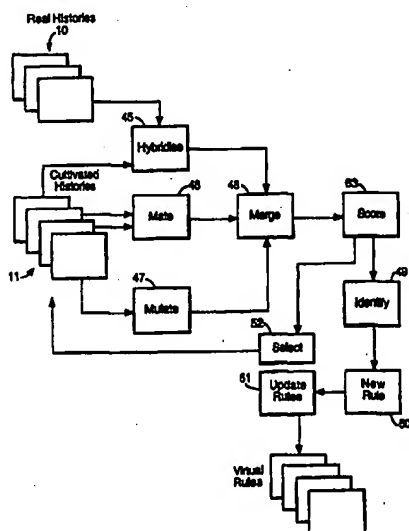 Real Histories
10
45
Hybridise
Cultivated Histories
48
Mate
48
Merge
53
Score
11
47
Mutate
49
Identify
52
Select
51
Update Rules
New Rule
50
Virtual Rules